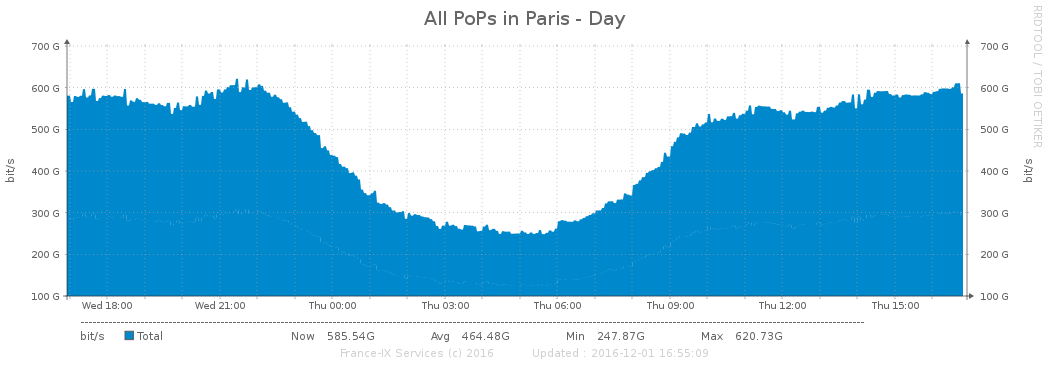 All PoPs in Paris - Day
RRDTOOL / TOBI OETIKER
700 G 700 G
600 G 600 G
500 G 500 G
400 G 400 G
bit/s bit/s
300 G 300 G
200 G 200 G
100 G 100 G
Wed 18:00 Wed 21:00 Thu 00:00 Thu 03:00 Thu 06:00 Thu 09:00 Thu 12:00 Thu 15:00
bit/s Total Now 585.54G Avg 464.48G Min 247.87G Max 620.73G
France-IX Services (c) 2016 Updated : 2016-12-01 16:55:09